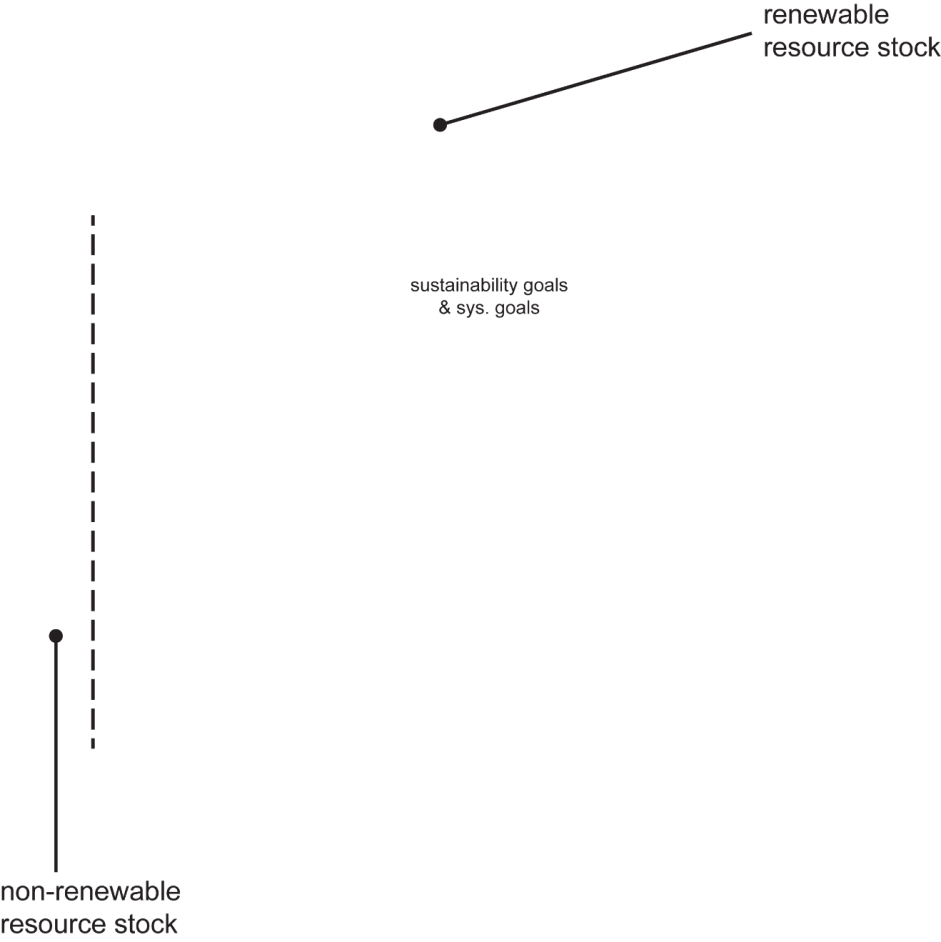 renewable
resource stock
sustainability goals
& sys. goals
non-renewable
resource stock